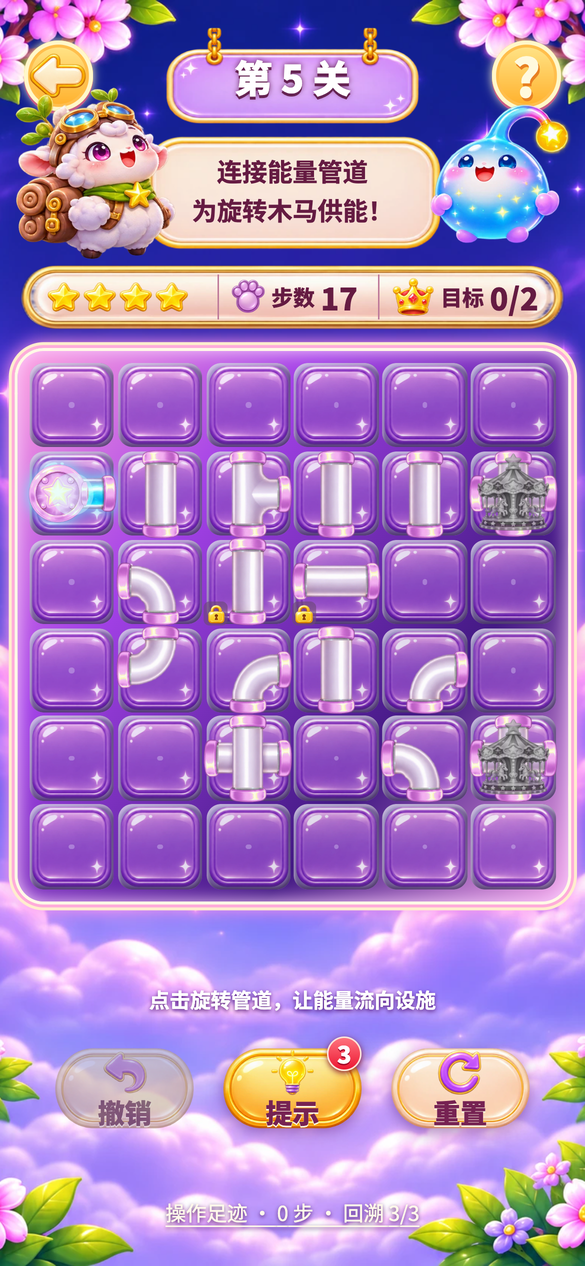 第5关
连接能量管道
为旋转木马供能!
步数 17
目标 0/2
点击旋转管道，让能量流向设施
3
撤销
提示
重置
操作足迹 · 0 步 · 回溯 3/3